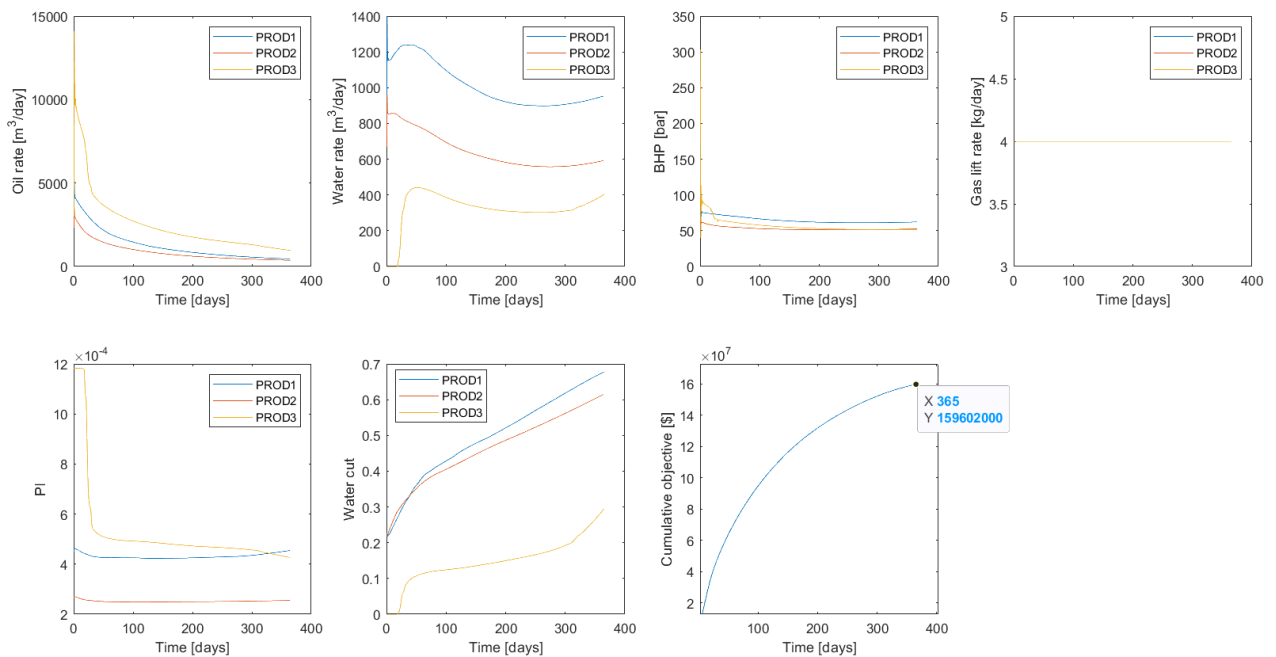 Oil rate [m³/day]
15000
10000
5000
0
0 100 200 300 400
Time [days]
PROD1
PROD2
PROD3
Water rate [m³/day]
1400
1200
1000
800
600
400
200
0
0 100 200 300 400
Time [days]
PROD1
PROD2
PROD3
BHP [bar]
350
300
250
200
150
100
50
0
0 100 200 300 400
Time [days]
PROD1
PROD2
PROD3
Gas lift rate [kg/day]
5
4.5
4
3.5
3
0 100 200 300 400
Time [days]
PROD1
PROD2
PROD3
PI
×10⁻⁴
12
10
8
6
4
2
0 100 200 300 400
Time [days]
PROD1
PROD2
PROD3
Water cut
0.7
0.6
0.5
0.4
0.3
0.2
0.1
0
0 100 200 300 400
Time [days]
PROD1
PROD2
PROD3
Cumulative objective [$]
×10⁷
16
14
12
10
8
6
4
2
100 200 300 400
Time [days]
X 365
Y 159602000